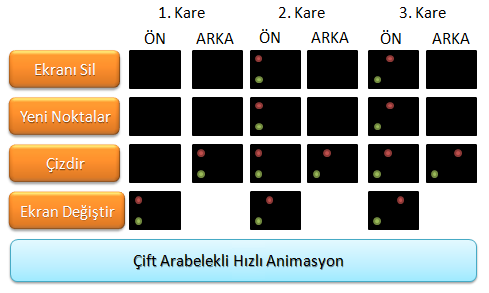 1. Kare 2. Kare 3. Kare
ÖN ARKA ÖN ARKA ÖN ARKA
Ekranı Sil
Yeni Noktalar
Çizdir
Ekran Değiştir
Çift Arabelekli Hızlı Animasyon